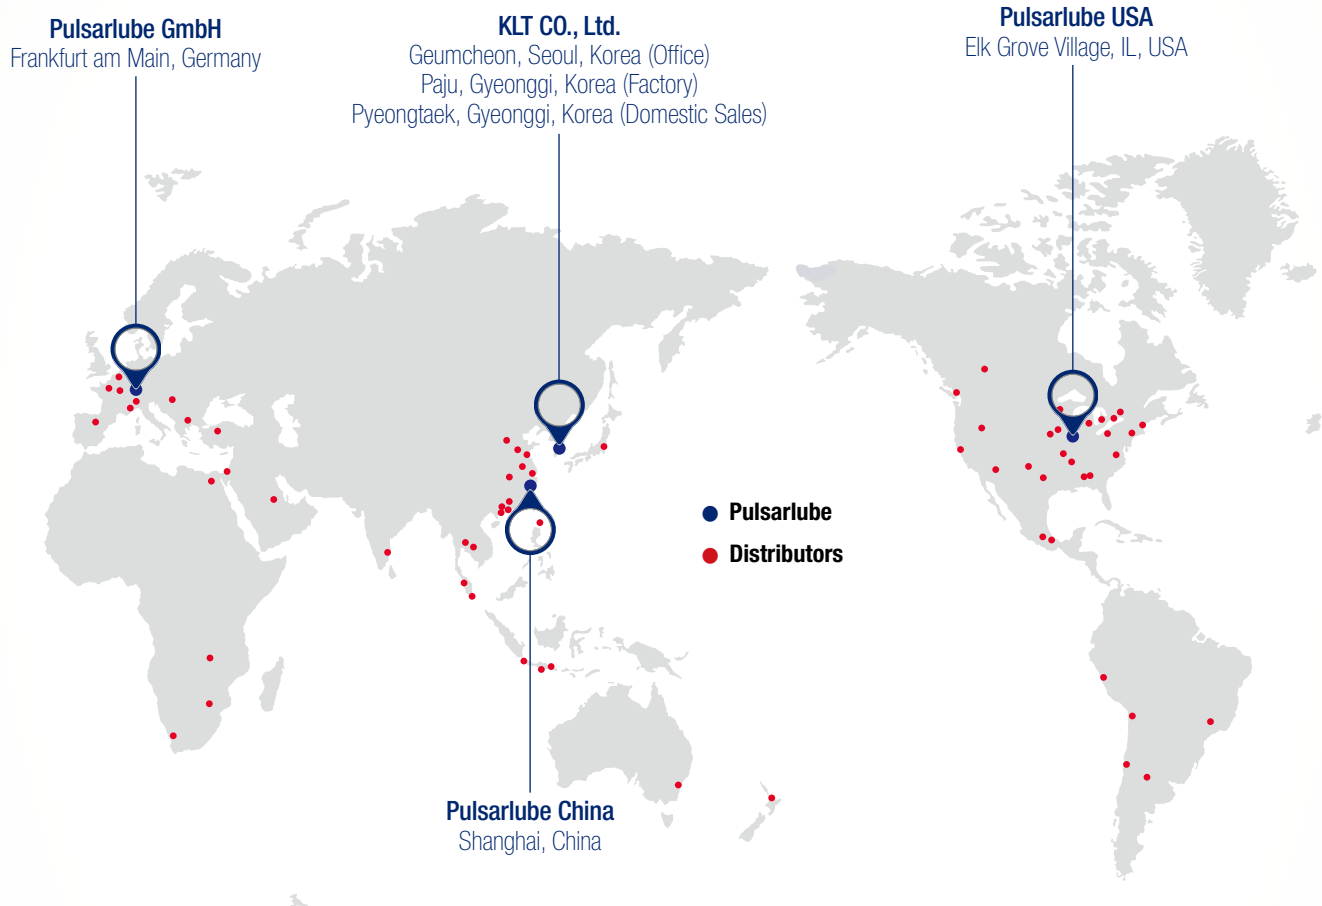 Pulsarlube GmbH
Frankfurt am Main, Germany
KLT CO., Ltd.
Geumcheon, Seoul, Korea (Office)
Paju, Gyeonggi, Korea (Factory)
Pyeongtaek, Gyeonggi, Korea (Domestic Sales)
Pulsarlube USA
Elk Grove Village, IL, USA
Pulsarlube
Distributors
Pulsarlube China
Shanghai, China